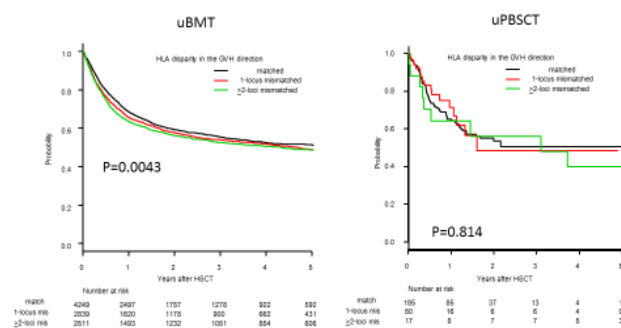 uBMT
uPBSCT
HLA disparity in the GVH direction
matched
1-locus mismatched
≥2-loci mismatched
HLA disparity in the GVH direction
matched
1-locus mismatched
≥2-loci mismatched
Probability
1.0
0.8
0.6
0.4
0.2
0.0
P=0.0043
0 1 2 3 4 5
Years after HSCT
Probability
1.0
0.8
0.6
0.4
0.2
0.0
P=0.814
0 1 2 3 4 5
Years after HSCT
Number at risk
match 4249 2497 1757 1278 922 592
1-locus mis 2839 1620 1178 900 662 431
≥2-loci mis 2611 1493 1232 1051 854 606
Number at risk
match 185 85 37 13 4 1
1-locus mis 50 16 6 6 4 0
≥2-loci mis 17 8 7 7 5 3